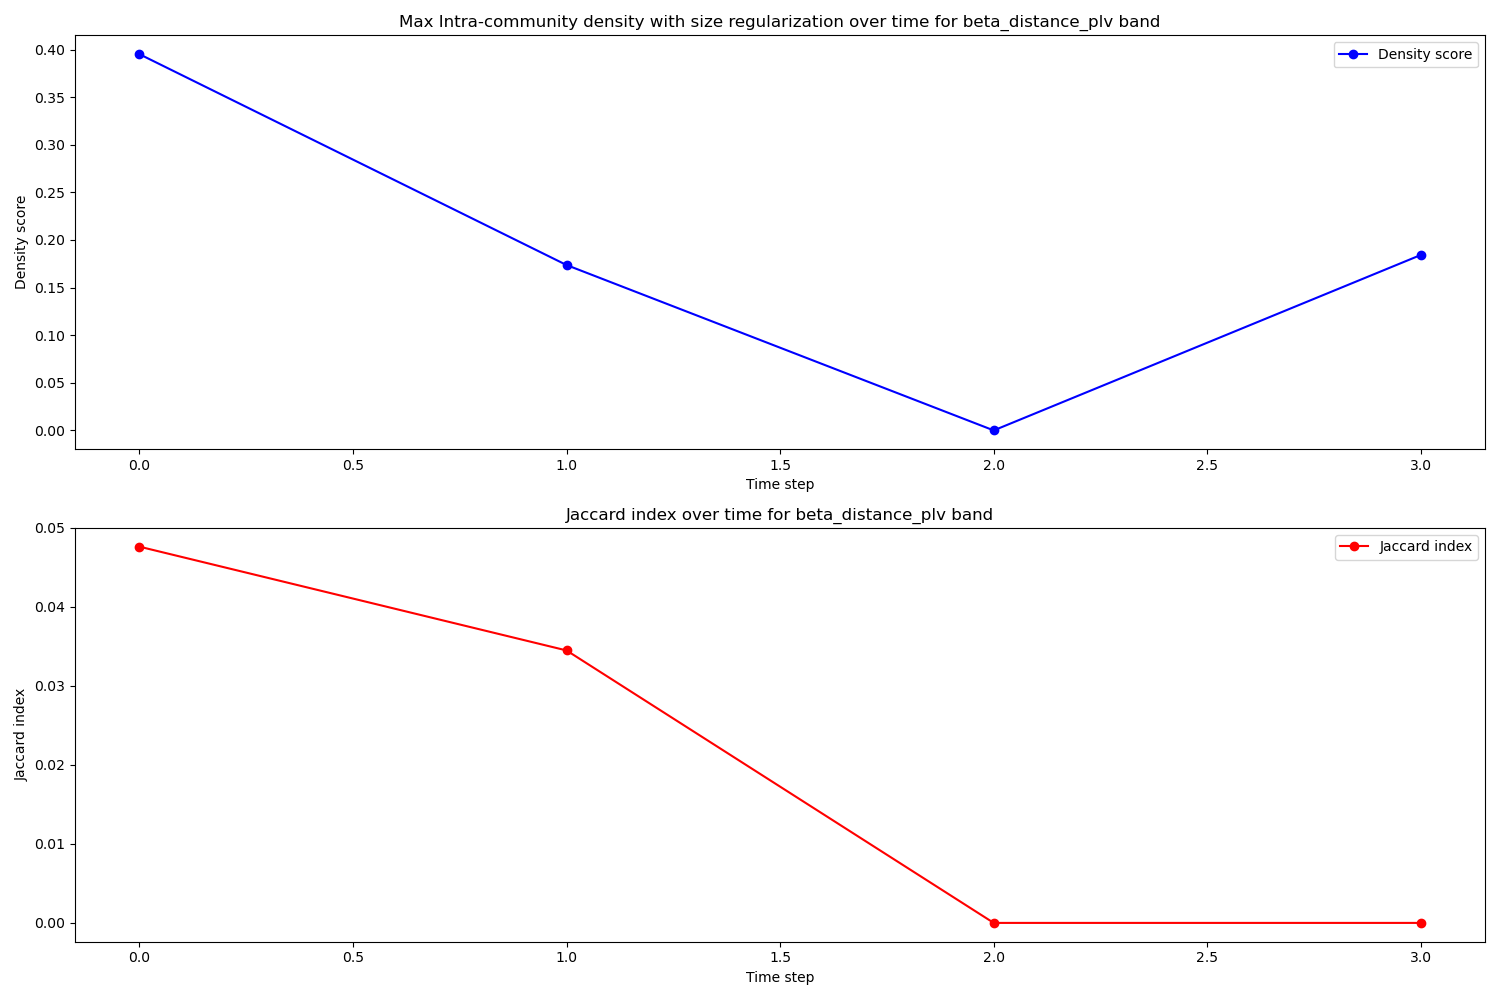 Max Intra-community density with size regularization over time for beta_distance_plv band
Density score
0.40
0.35
0.30
0.25
0.20
0.15
0.10
0.05
0.00
Density score
0.0 0.5 1.0 1.5 2.0 2.5 3.0
Time step
Jaccard index over time for beta_distance_plv band
Jaccard index
0.05
0.04
0.03
0.02
0.01
0.00
Jaccard index
0.0 0.5 1.0 1.5 2.0 2.5 3.0
Time step